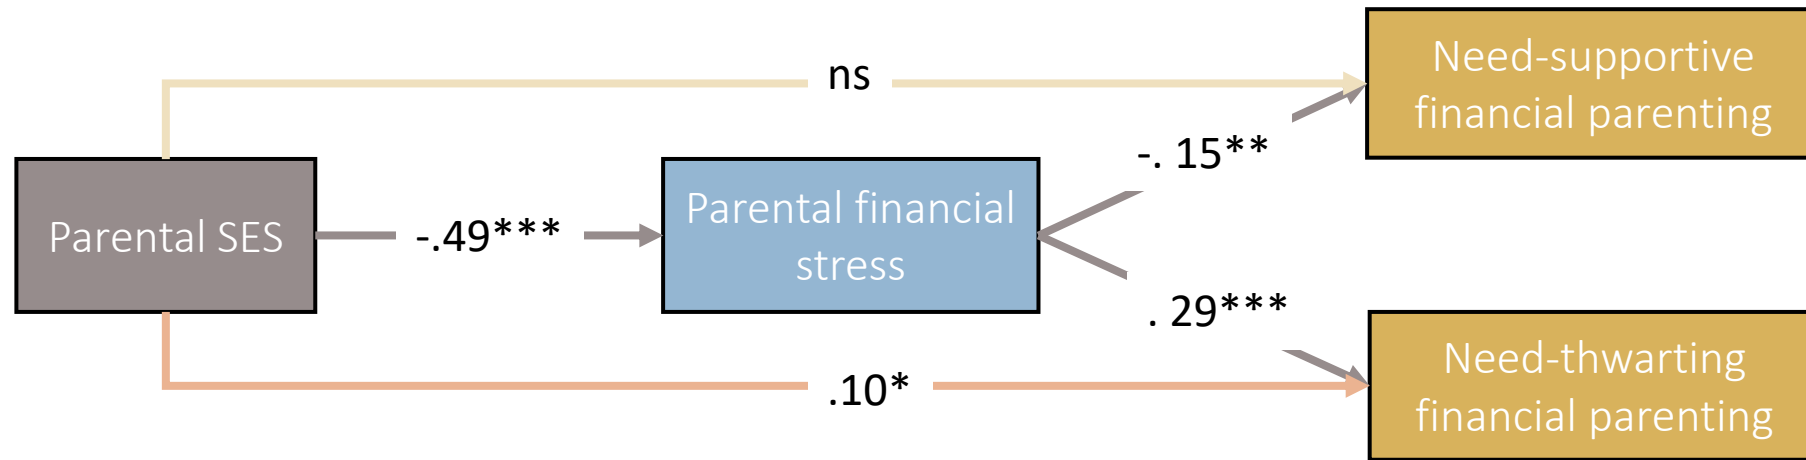 Need-supportive
financial parenting
ns
-. 15**
Parental SES
-.49***
Parental financial
stress
. 29***
.10*
Need-thwarting
financial parenting